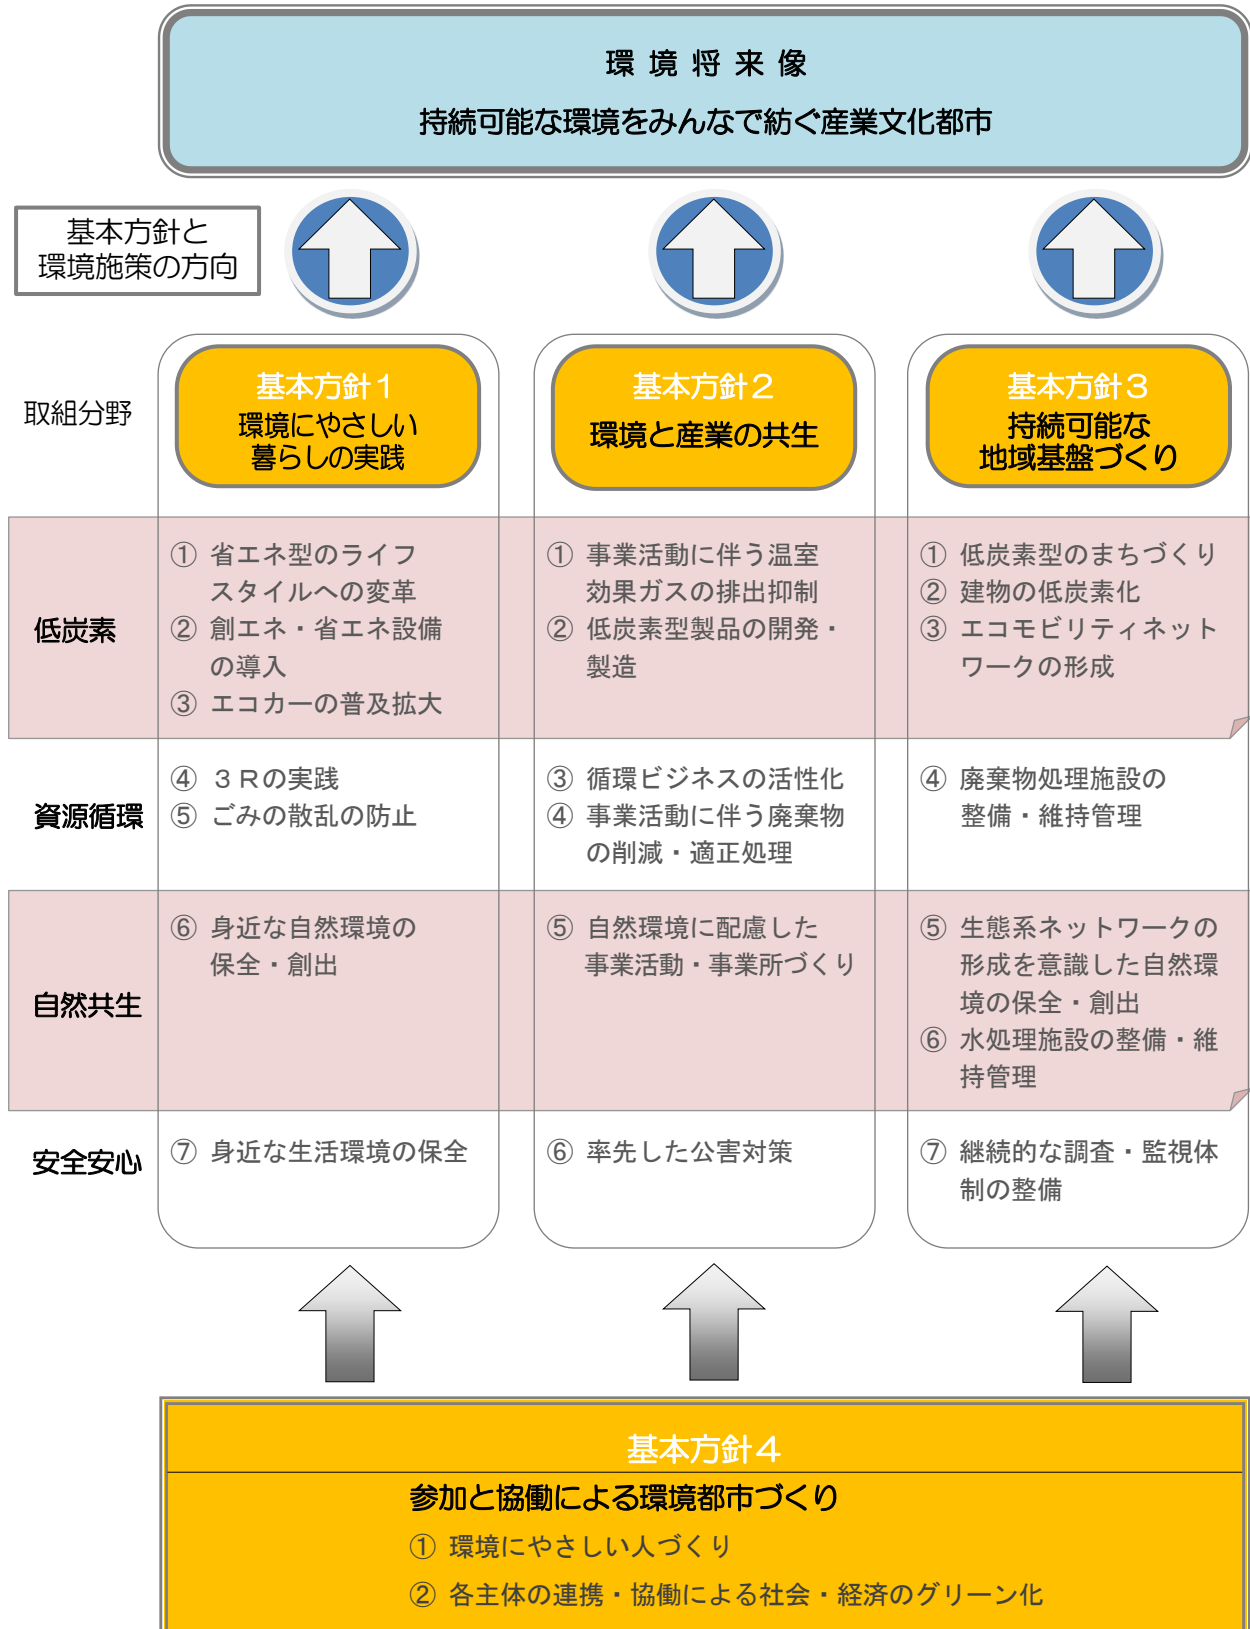 環境将来像
持続可能な環境をみんなで紡ぐ産業文化都市
基本方針と
環境施策の方向
取組分野
基本方針１
環境にやさしい
暮らしの実践
基本方針２
環境と産業の共生
基本方針３
持続可能な
地域基盤づくり
低炭素
① 省エネ型のライフ
スタイルへの変革
② 創エネ・省エネ設備
の導入
③ エコカーの普及拡大
① 事業活動に伴う温室
効果ガスの排出抑制
② 低炭素型製品の開発・
製造
① 低炭素型のまちづくり
② 建物の低炭素化
③ エコモビリティネット
ワークの形成
資源循環
④ ３Ｒの実践
⑤ ごみの散乱の防止
③ 循環ビジネスの活性化
④ 事業活動に伴う廃棄物
の削減・適正処理
④ 廃棄物処理施設の
整備・維持管理
自然共生
⑥ 身近な自然環境の
保全・創出
⑤ 自然環境に配慮した
事業活動・事業所づくり
⑤ 生態系ネットワークの
形成を意識した自然環
境の保全・創出
⑥ 水処理施設の整備・維
持管理
安全安心
⑦ 身近な生活環境の保全
⑥ 率先した公害対策
⑦ 継続的な調査・監視体
制の整備
基本方針４
参加と協働による環境都市づくり
① 環境にやさしい人づくり
② 各主体の連携・協働による社会・経済のグリーン化